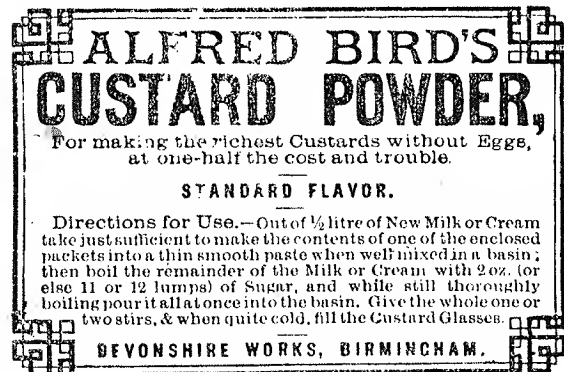 ALFRED BIRD'S
CUSTARD POWDER,
For making the richest Custards without Eggs,
at one-half the cost and trouble.
STANDARD FLAVOR.
Directions for Use.—Out of ½ litre of New Milk or Cream
take just sufficient to make the contents of one of the enclosed
packets into a thin smooth paste when well mixed in a basin;
then boil the remainder of the Milk or Cream with 2 oz. (or
else 11 or 12 lumps) of Sugar, and while still thoroughly
boiling pour it all at once into the basin. Give the whole one or
two stirs, & when quite cold, fill the Custard Glasses.
DEVONSHIRE WORKS, BIRMINGHAM.